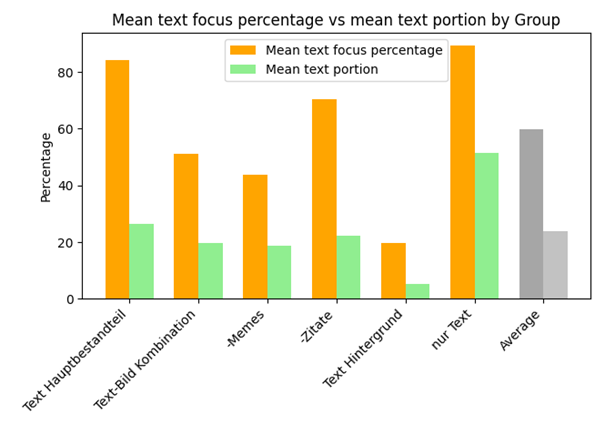 Mean text focus percentage vs mean text portion by Group
Mean text focus percentage
Mean text portion
Percentage
80
60
40
20
0
Text Hauptbestandteil
Text-Bild Kombination
-Memes
-Zitate
Text Hintergrund
nur Text
Average